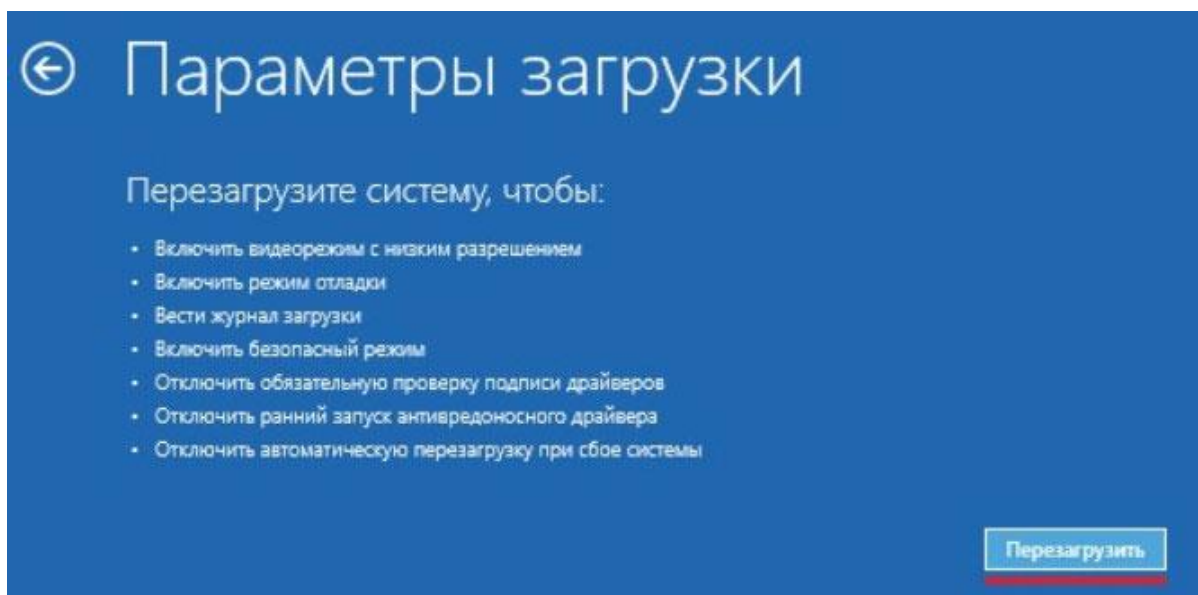 Параметры загрузки
Перезагрузите систему, чтобы:
• Включить видеорежим с низким разрешением
• Включить режим отладки
• Вести журнал загрузки
• Включить безопасный режим
• Отключить обязательную проверку подписи драйверов
• Отключить ранний запуск антивредоносного драйвера
• Отключить автоматическую перезагрузку при сбое системы
Перезагрузить